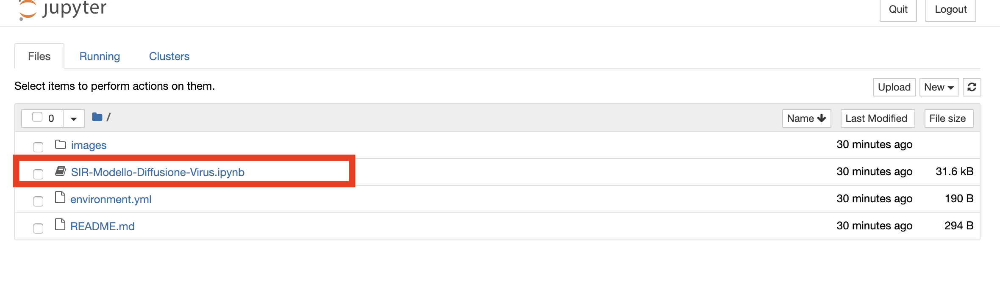 jupyter
Quit Logout
Files Running Clusters
Select items to perform actions on them.
Upload New
0 / Name Last Modified File size
images 30 minutes ago
SIR-Modello-Diffusione-Virus.ipynb 30 minutes ago 31.6 kB
environment.yml 30 minutes ago 190 B
README.md 30 minutes ago 294 B